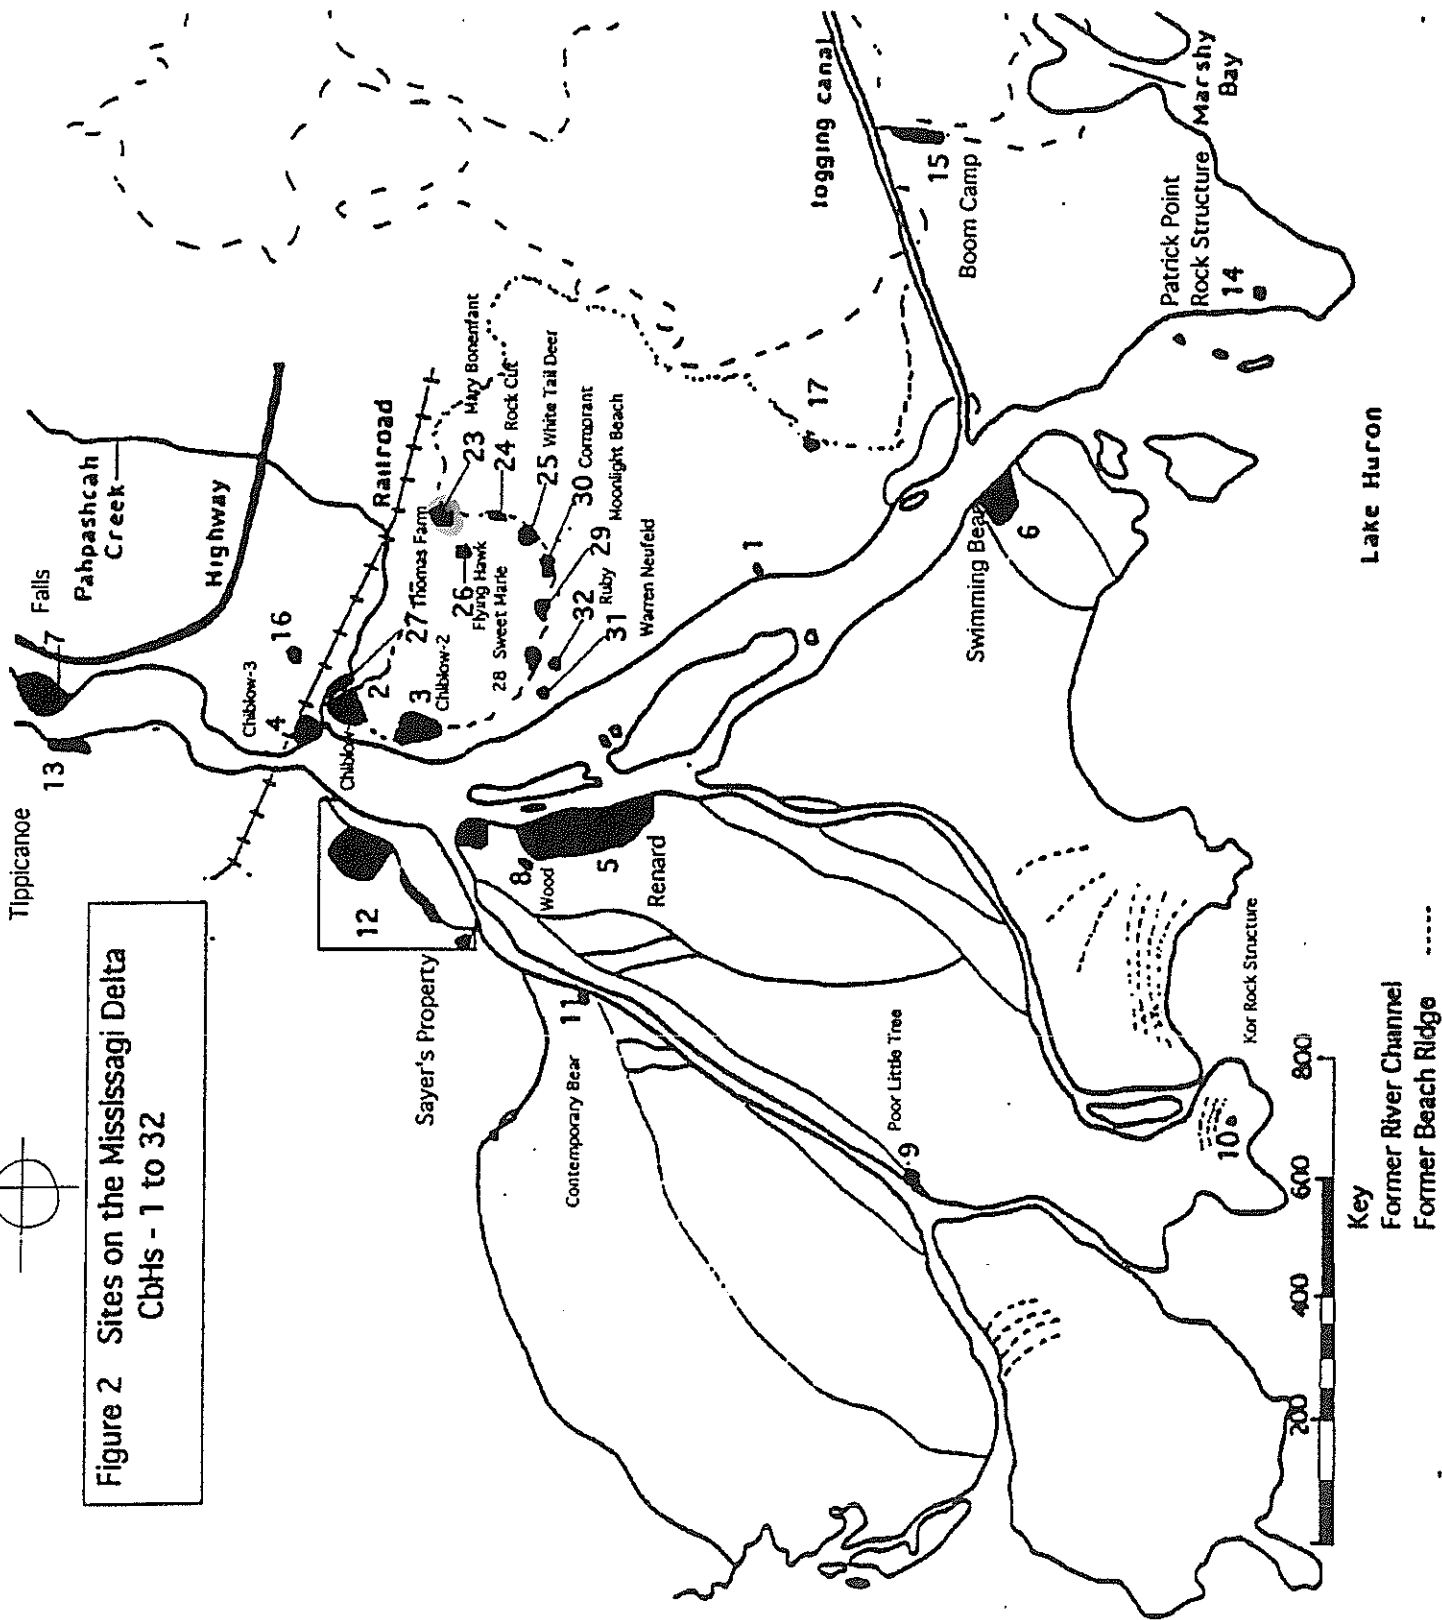 Figure 2 Sites on the Mississagi Delta
CbHs - 1 to 32
Tippicanoe
13
7
Falls
Pahpashcah
Creek
Highway
16
Chiblow-3
4
Railroad
2
Chiblow
27 Thomas Farm
3
Chiblow-2
23 Mary Bonenfant
26
Flying Hawk
24 Rock Cut
25 White Tail Deer
28 Sweet Marie
30 Cormorant
29 Moonlight Beach
32 Ruby
31
Warren Neufeld
12
Sayer's Property
8
Wood
5
Renard
1
17
logging canal
15
Boom Camp
11
Contemporary Bear
9
Poor Little Tree
Swimming Bear
6
Patrick Point
Rock Structure
14
Marshy
Bay
10
Kor Rock Structure
Lake Huron
200
400
600
800
Key
Former River Channel
Former Beach Ridge -----